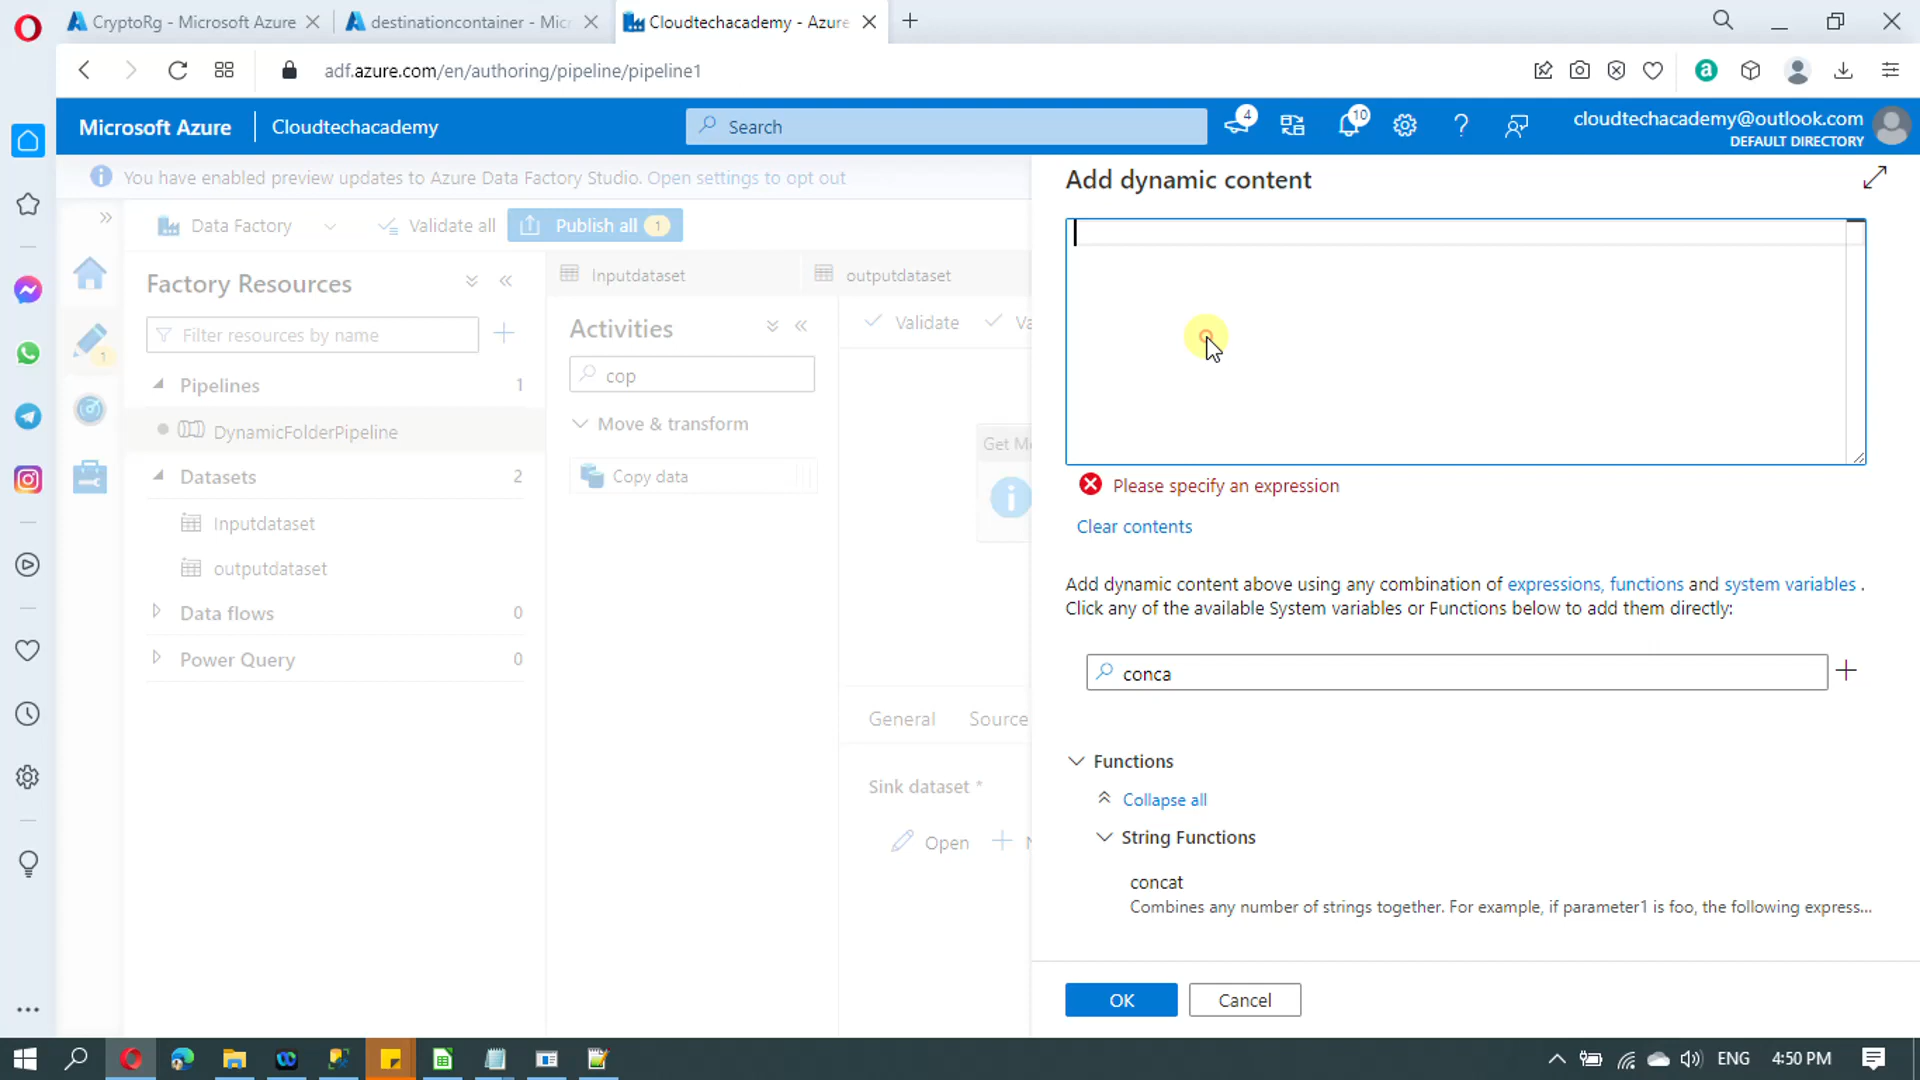 CryptoRg - Microsoft Azure
destinationcontainer - Mic
Cloudtechacademy - Azure
adf.azure.com/en/authoring/pipeline/pipeline1
a
Microsoft Azure
Cloudtechacademy
Search
4
10
cloudtechacademy@outlook.com
DEFAULT DIRECTORY
You have enabled preview updates to Azure Data Factory Studio. Open settings to opt out
Add dynamic content
Data Factory
Validate all
Publish all
1
Factory Resources
Inputdataset
outputdataset
Filter resources by name
Activities
Validate
cop
1
Pipelines
1
Move & transform
DynamicFolderPipeline
Get M
Copy data
Datasets
2
Please specify an expression
Inputdataset
Clear contents
outputdataset
Add dynamic content above using any combination of expressions, functions and system variables .
Click any of the available System variables or Functions below to add them directly:
Data flows
0
Power Query
0
conca
General
Source
Functions
Sink dataset *
Collapse all
String Functions
Open
concat
Combines any number of strings together. For example, if parameter1 is foo, the following express...
OK
Cancel
ENG
4:50 PM